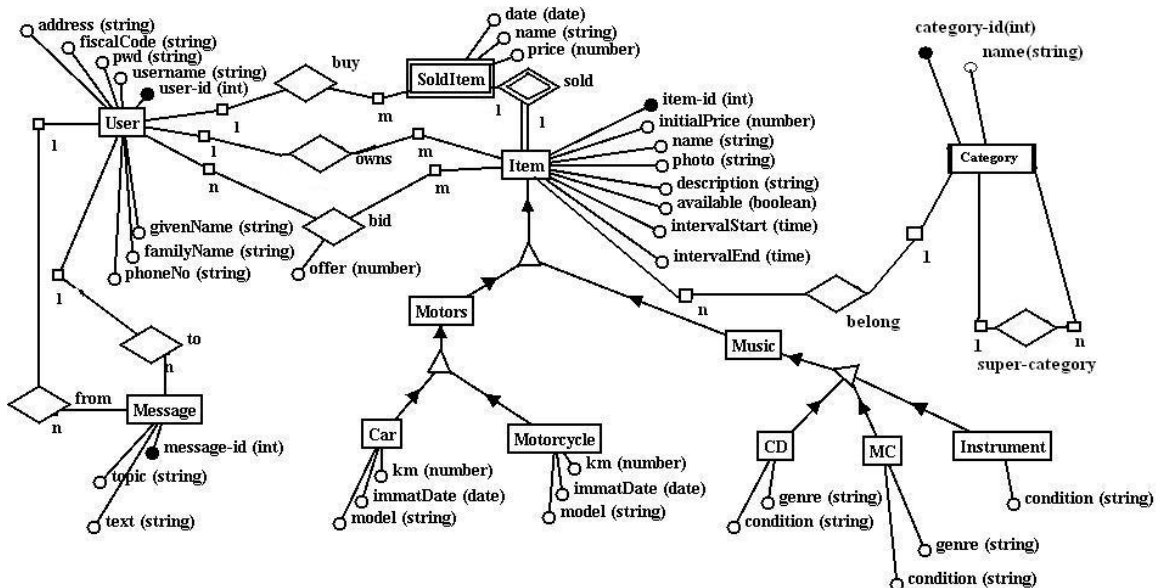 address (string)
fiscalCode (string)
pwd (string)
username (string)
user-id (int)
User
buy
1
m
date (date)
name (string)
price (number)
SoldItem
sold
1
1
category-id(int)
name(string)
Category
1
1
owns
m
n
m
bid
offer (number)
Item
item-id (int)
initialPrice (number)
name (string)
photo (string)
description (string)
available (boolean)
intervalStart (time)
intervalEnd (time)
givenName (string)
familyName (string)
phoneNo (string)
1
to
n
from
n
Message
message-id (int)
topic (string)
text (string)
n
belong
1
1
n
super-category
Motors
Music
Car
Motorcycle
km (number)
immatDate (date)
model (string)
km (number)
immatDate (date)
model (string)
CD
MC
Instrument
genre (string)
condition (string)
condition (string)
genre (string)
condition (string)